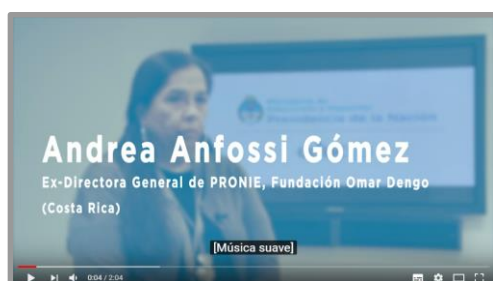 Presidencia de la Nación
Andrea Anfossi Gómez
Ex-Directora General de PRONIE, Fundación Omar Dengo
(Costa Rica)
[Música suave]
0:04 / 2:04